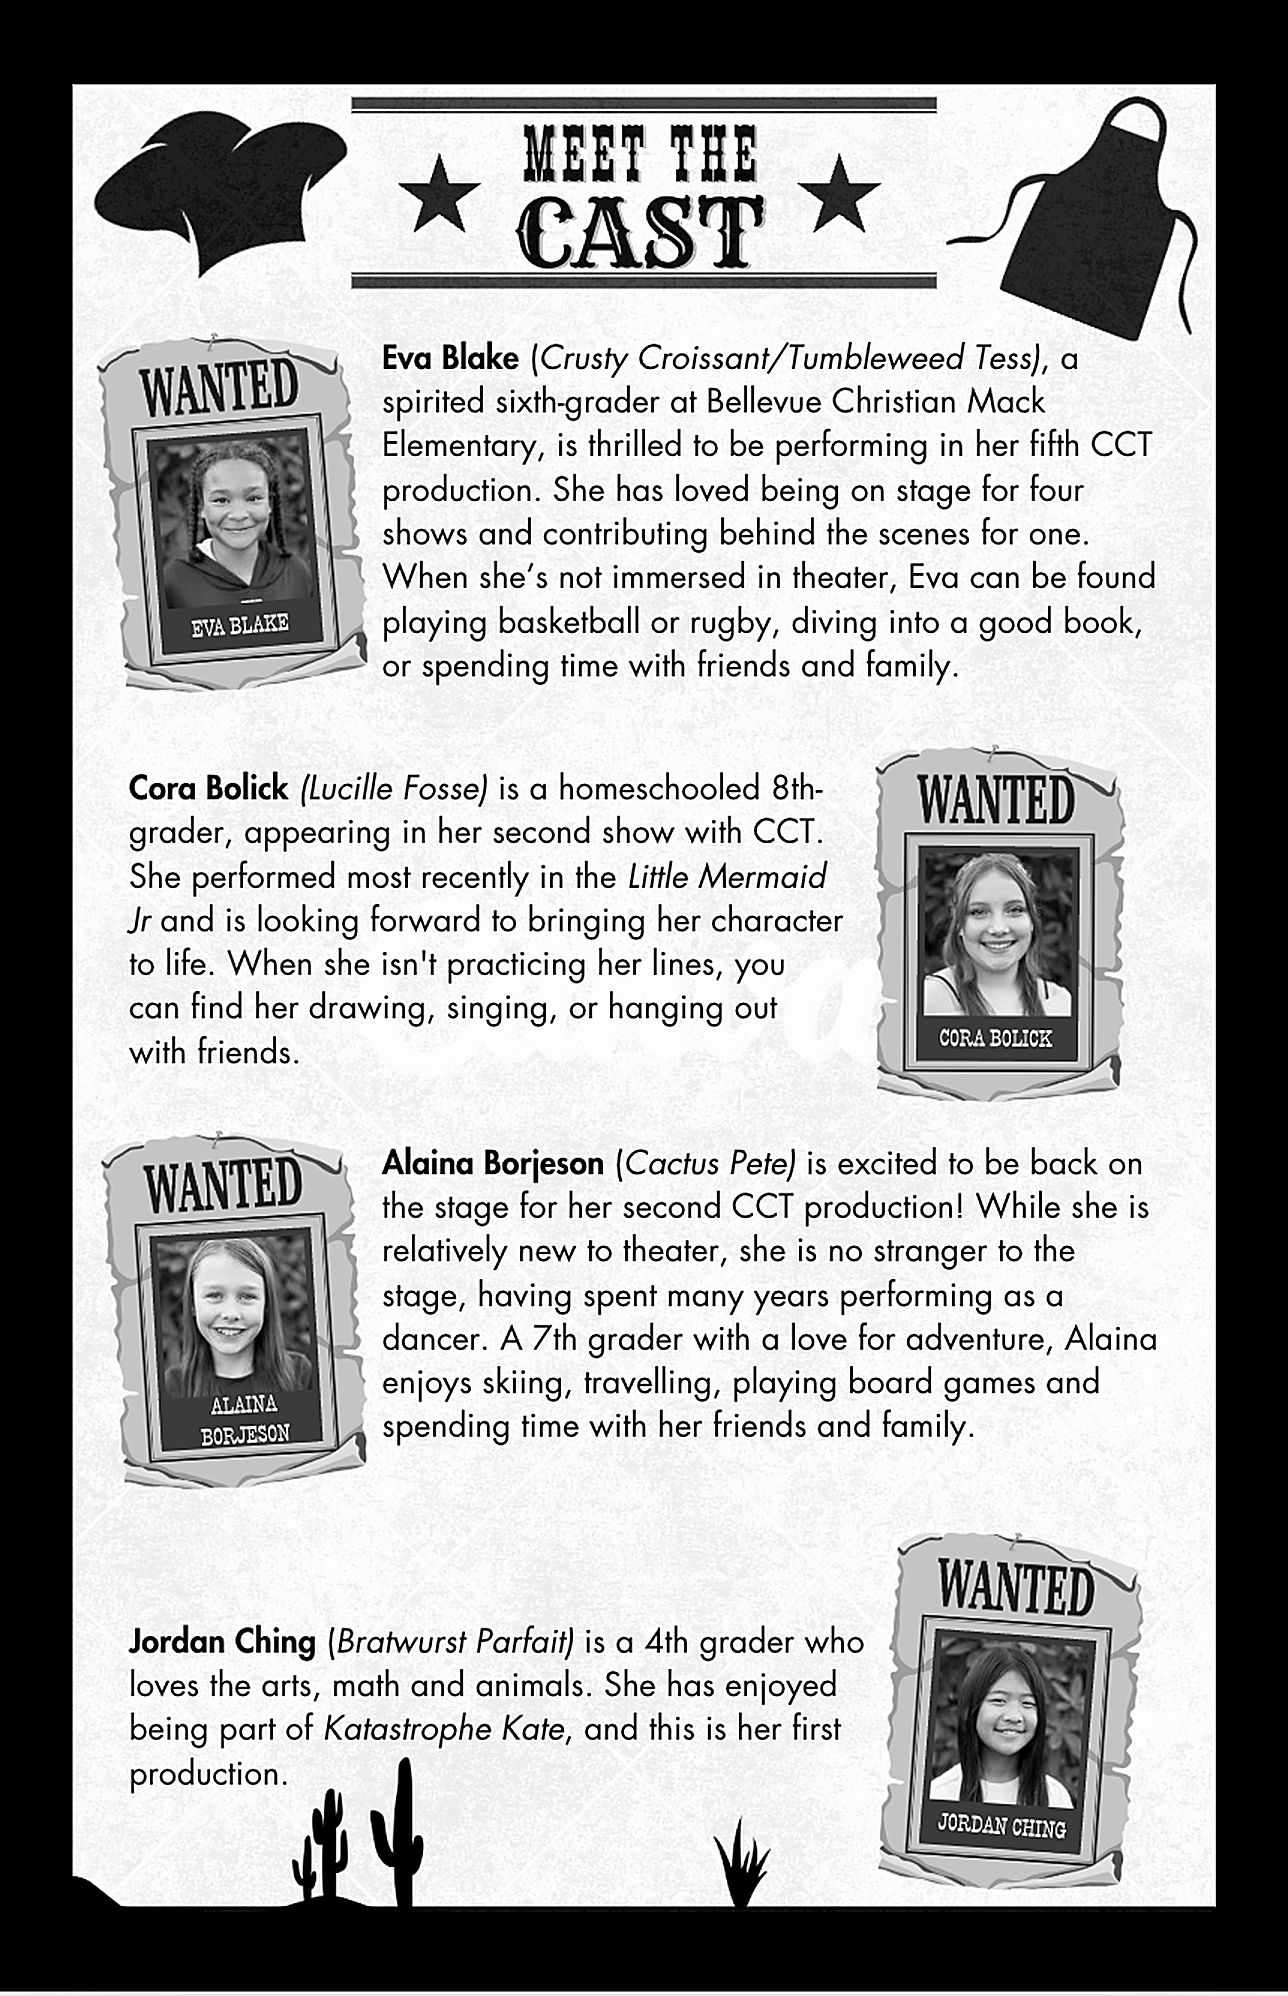 MEET THE
CAST
WANTED
EVA BLAKE
Eva Blake (Crusty Croissant/Tumbleweed Tess), a
spirited sixth-grader at Bellevue Christian Mack
Elementary, is thrilled to be performing in her fifth CCT
production. She has loved being on stage for four
shows and contributing behind the scenes for one.
When she’s not immersed in theater, Eva can be found
playing basketball or rugby, diving into a good book,
or spending time with friends and family.
Cora Bolick (Lucille Fosse) is a homeschooled 8th-
grader, appearing in her second show with CCT.
She performed most recently in the Little Mermaid
Jr and is looking forward to bringing her character
to life. When she isn't practicing her lines, you
can find her drawing, singing, or hanging out
with friends.
WANTED
CORA BOLICK
WANTED
ALAINA
BORJESON
Alaina Borjeson (Cactus Pete) is excited to be back on
the stage for her second CCT production! While she is
relatively new to theater, she is no stranger to the
stage, having spent many years performing as a
dancer. A 7th grader with a love for adventure, Alaina
enjoys skiing, travelling, playing board games and
spending time with her friends and family.
Jordan Ching (Bratwurst Parfait) is a 4th grader who
loves the arts, math and animals. She has enjoyed
being part of Katastrophe Kate, and this is her first
production.
WANTED
JORDAN CHING